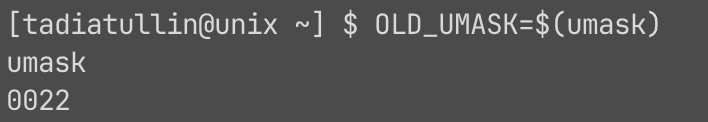 [tadiatullin@unix ~] $ OLD_UMASK=$(umask)
umask
0022